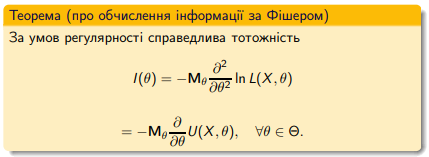 Теорема (про обчислення інформації за Фішером)
За умов регулярності справедлива тотожність
I(θ) = −M_θ ∂²/∂θ² ln L(X, θ)
= −M_θ ∂/∂θ U(X, θ), ∀θ ∈ Θ.